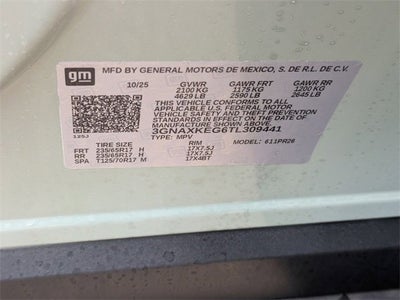 gm
MFD BY GENERAL MOTORS DE MEXICO, S. DE R.L. DE C.V.
10/25 GVWR GAWR FRT GAWR RR
2100 KG 1175 KG 1200 KG
4629 LB 2590 LB 2645 LB
THIS VEHICLE CONFORMS TO ALL
APPLICABLE U.S. FEDERAL MOTOR
VEHICLE SAFETY AND THEFT PREVENTION
STANDARDS IN EFFECT ON THE DATE OF
MANUFACTURE SHOWN ABOVE.
3GNAXKEG6TL309441
TYPE: MPV MODEL: 611PR26
TIRE SIZE RIM
FRT 235/65R17 H 17X7.5J
RR 235/65R17 H 17X7.5J
SPA T125/70R17 M 17X4BT